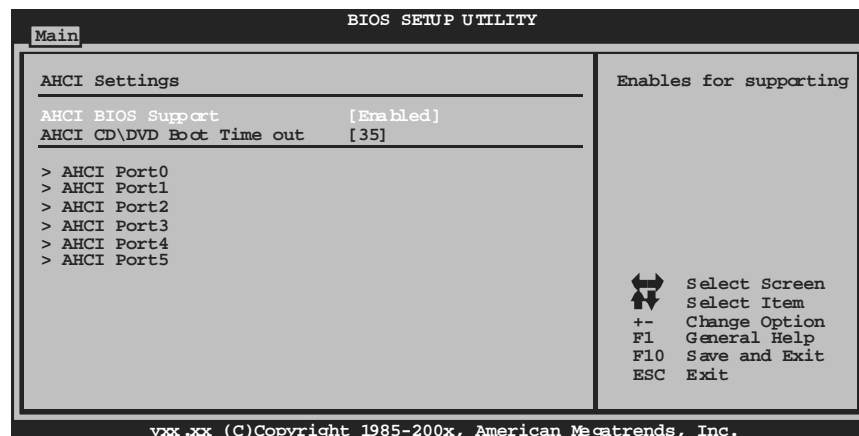 BIOS SETUP UTILITY
Main
AHCI Settings
AHCI BIOS Support [Enabled]
AHCI CD\DVD Boot Time out [35]
> AHCI Port0
> AHCI Port1
> AHCI Port2
> AHCI Port3
> AHCI Port4
> AHCI Port5
Enables for supporting
Select Screen
Select Item
+- Change Option
F1 General Help
F10 Save and Exit
ESC Exit
vxx.xx (C)Copyright 1985-200x, American Megatrends, Inc.